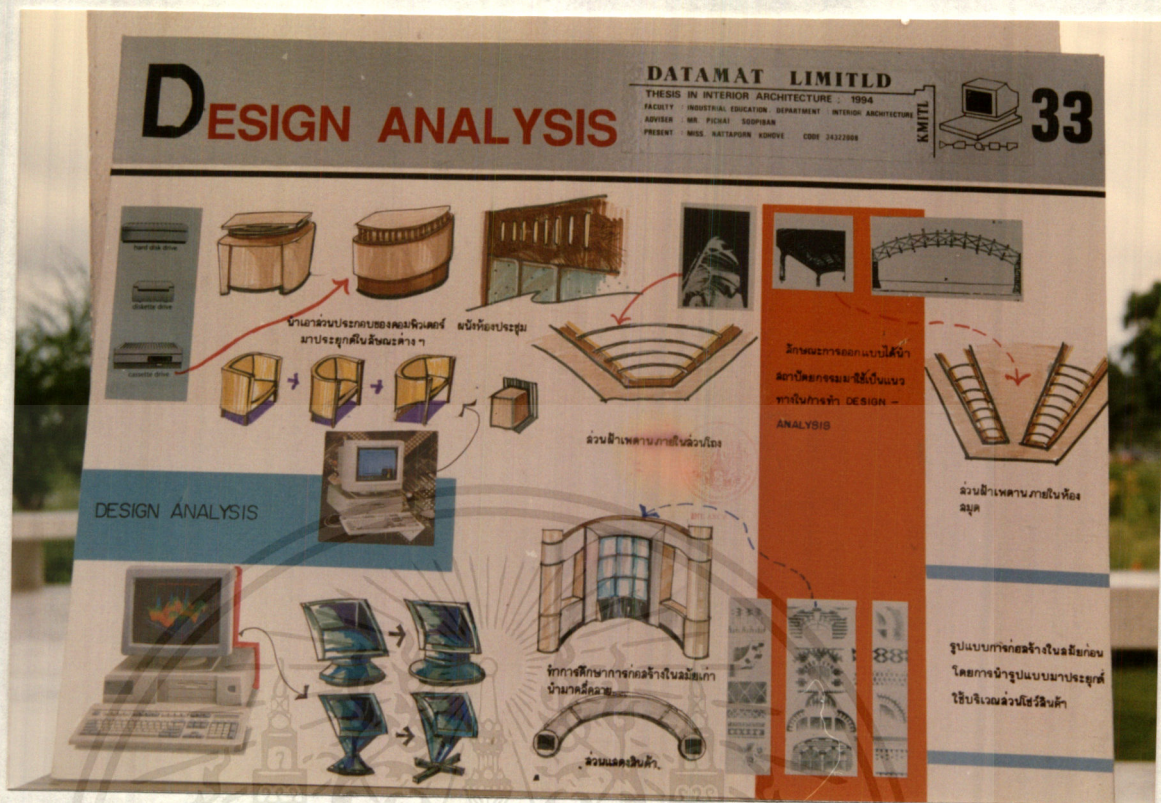 DESIGN ANALYSIS
DATAMAT LIMITLD
THESIS IN INTERIOR ARCHITECTURE : 1994
FACULTY : INDUSTRIAL EDUCATION . DEPARTMENT : INTERIOR ARCHITECTURE
ADVISER : MR. PICHAI SODPIBAN
PRESENT : MISS. NATTAPORN KOHOVE CODE 34322008
KMITL
33
hard disk drive
diskette drive
cassette drive
นำเอาส่วนประกอบของคอมพิวเตอร์
มาประยุกต์ในลักษณะต่าง ๆ
ผนังห้องประชุม
ส่วนฝ้าเพดานภายในส่วนโถง
ลักษณะการออกแบบได้นำ
สถาปัตยกรรมมาใช้เป็นแนว
ทางในการทำ DESIGN -
ANALYSIS
ส่วนฝ้าเพดานภายในห้อง
สมุด
DESIGN ANALYSIS
ทำการศึกษาการก่อสร้างในสมัยเก่า
นำมาคลี่คลาย
ส่วนแสดงสินค้า
รูปแบบการก่อสร้างในสมัยก่อน
โดยการนำรูปแบบมาประยุกต์
ใช้บริเวณส่วนโชว์สินค้า